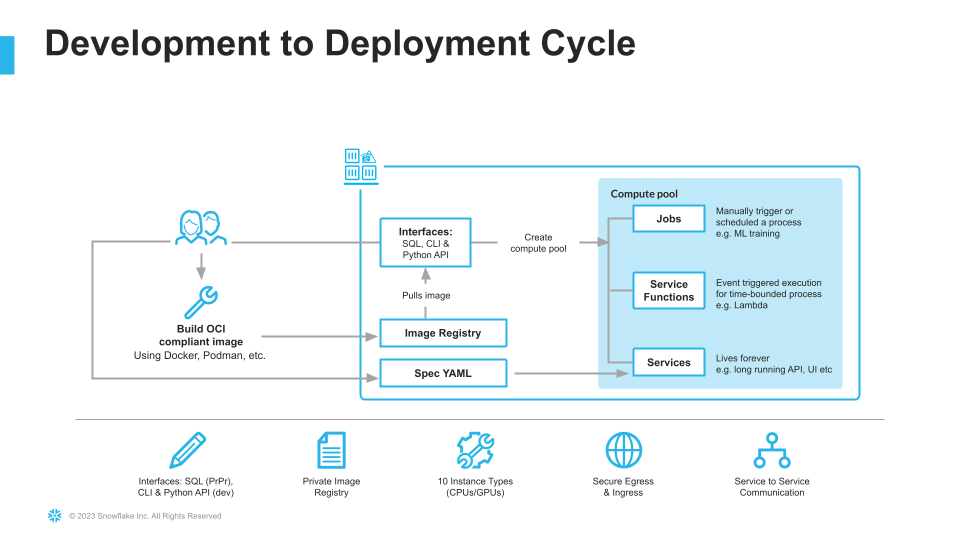 Development to Deployment Cycle
Compute pool
Interfaces:
SQL, CLI &
Python API
Create
compute pool
Jobs
Manually trigger or
scheduled a process
e.g. ML training
Pulls image
Service
Functions
Event triggered execution
for time-bounded process
e.g. Lambda
Build OCI
compliant image
Using Docker, Podman, etc.
Image Registry
Spec YAML
Services
Lives forever
e.g. long running API, UI etc
Interfaces: SQL (PrPr),
CLI & Python API (dev)
Private Image
Registry
10 Instance Types
(CPUs/GPUs)
Secure Egress
& Ingress
Service to Service
Communication
© 2023 Snowflake Inc. All Rights Reserved